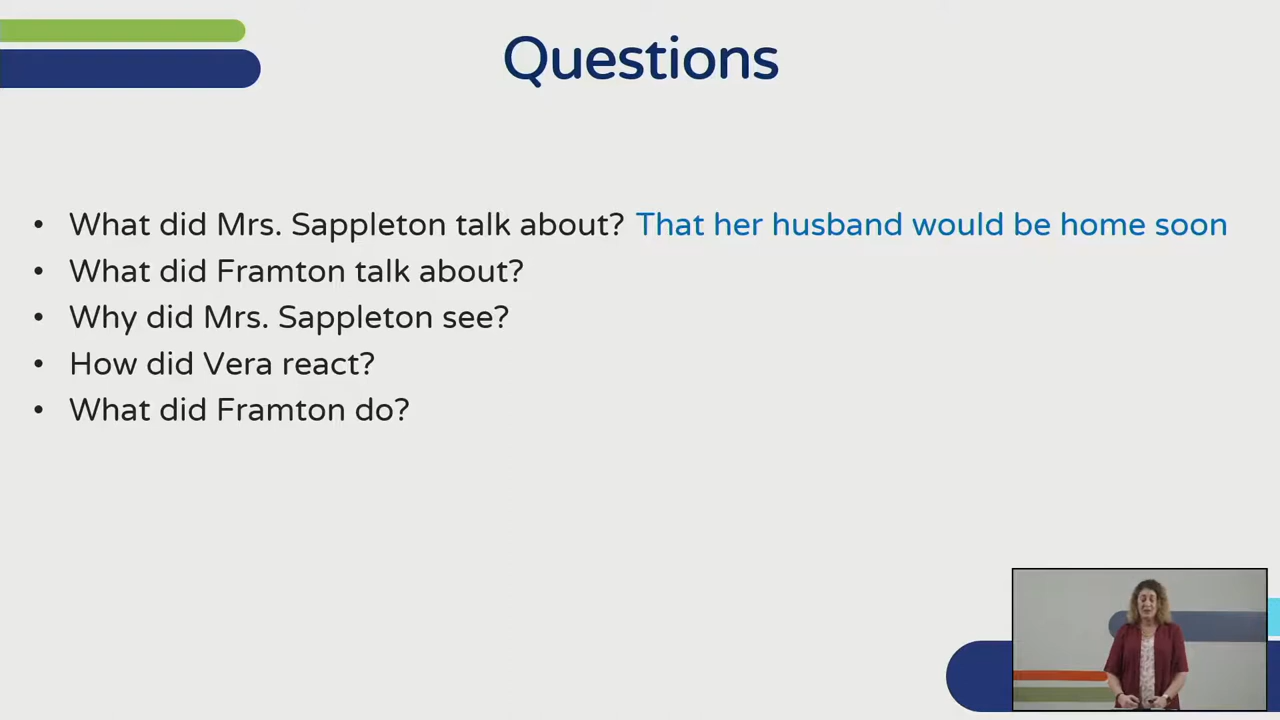 Questions
• What did Mrs. Sappleton talk about? That her husband would be home soon
• What did Framton talk about?
• Why did Mrs. Sappleton see?
• How did Vera react?
• What did Framton do?